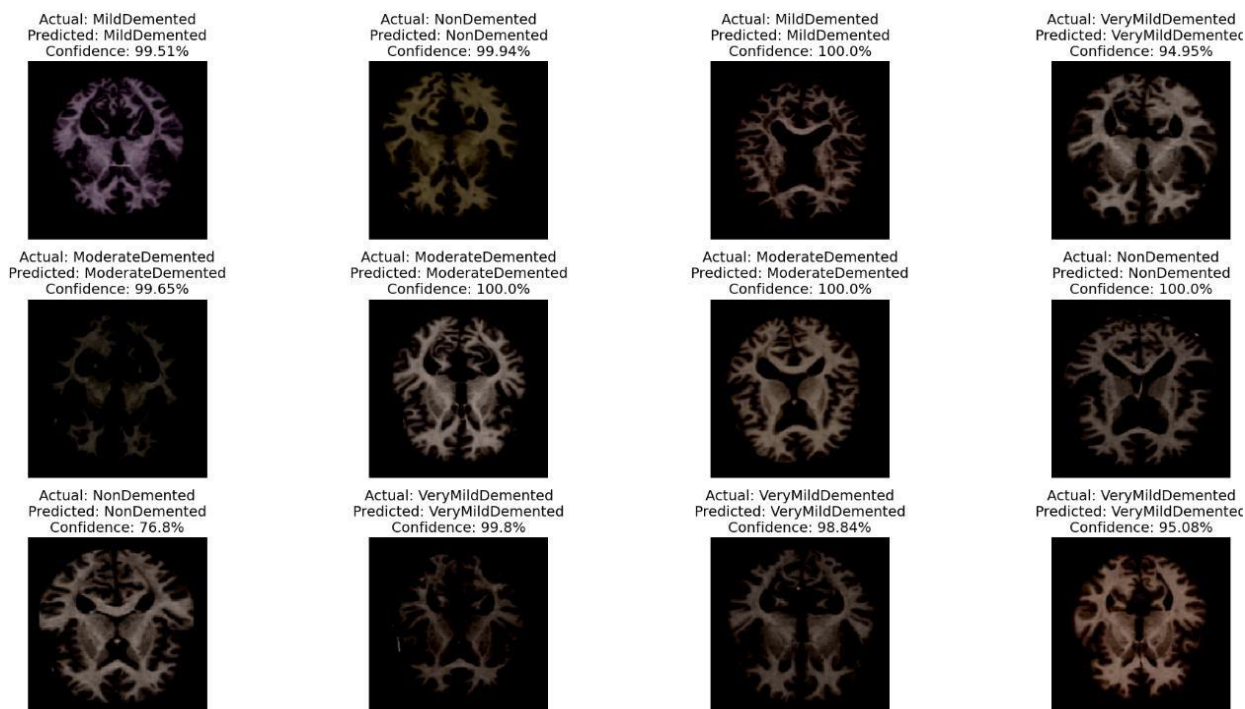 Actual: MildDemented
Predicted: MildDemented
Confidence: 99.51%
Actual: NonDemented
Predicted: NonDemented
Confidence: 99.94%
Actual: MildDemented
Predicted: MildDemented
Confidence: 100.0%
Actual: VeryMildDemented
Predicted: VeryMildDemented
Confidence: 94.95%
Actual: ModerateDemented
Predicted: ModerateDemented
Confidence: 99.65%
Actual: ModerateDemented
Predicted: ModerateDemented
Confidence: 100.0%
Actual: ModerateDemented
Predicted: ModerateDemented
Confidence: 100.0%
Actual: NonDemented
Predicted: NonDemented
Confidence: 100.0%
Actual: NonDemented
Predicted: NonDemented
Confidence: 76.8%
Actual: VeryMildDemented
Predicted: VeryMildDemented
Confidence: 99.8%
Actual: VeryMildDemented
Predicted: VeryMildDemented
Confidence: 98.84%
Actual: VeryMildDemented
Predicted: VeryMildDemented
Confidence: 95.08%